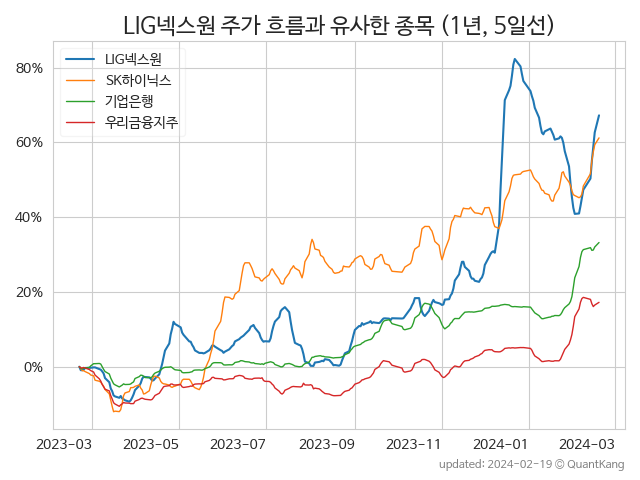 LIG넥스원 주가 흐름과 유사한 종목 (1년, 5일선)
LIG넥스원
SK하이닉스
기업은행
우리금융지주
80%
60%
40%
20%
0%
2023-03 2023-05 2023-07 2023-09 2023-11 2024-01 2024-03
updated: 2024-02-19 © QuantKang